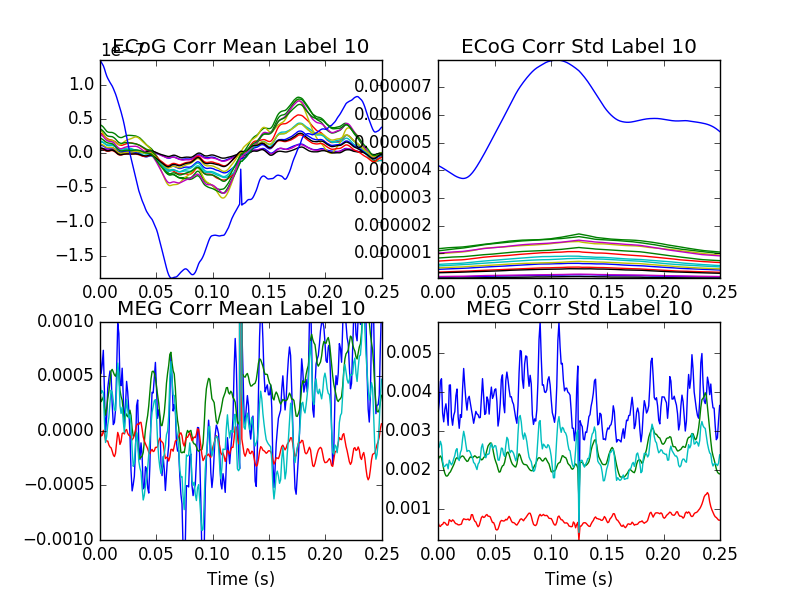 ECoG Corr Mean Label 10
1e−7
1.0
0.5
0.0
−0.5
−1.0
−1.5
0.00 0.05 0.10 0.15 0.20 0.25
ECoG Corr Std Label 10
0.000007
0.000006
0.000005
0.000004
0.000003
0.000002
0.000001
0.00 0.05 0.10 0.15 0.20 0.25
MEG Corr Mean Label 10
0.0010
0.0005
0.0000
−0.0005
−0.0010
0.00 0.05 0.10 0.15 0.20 0.25
Time (s)
MEG Corr Std Label 10
0.005
0.004
0.003
0.002
0.001
0.00 0.05 0.10 0.15 0.20 0.25
Time (s)